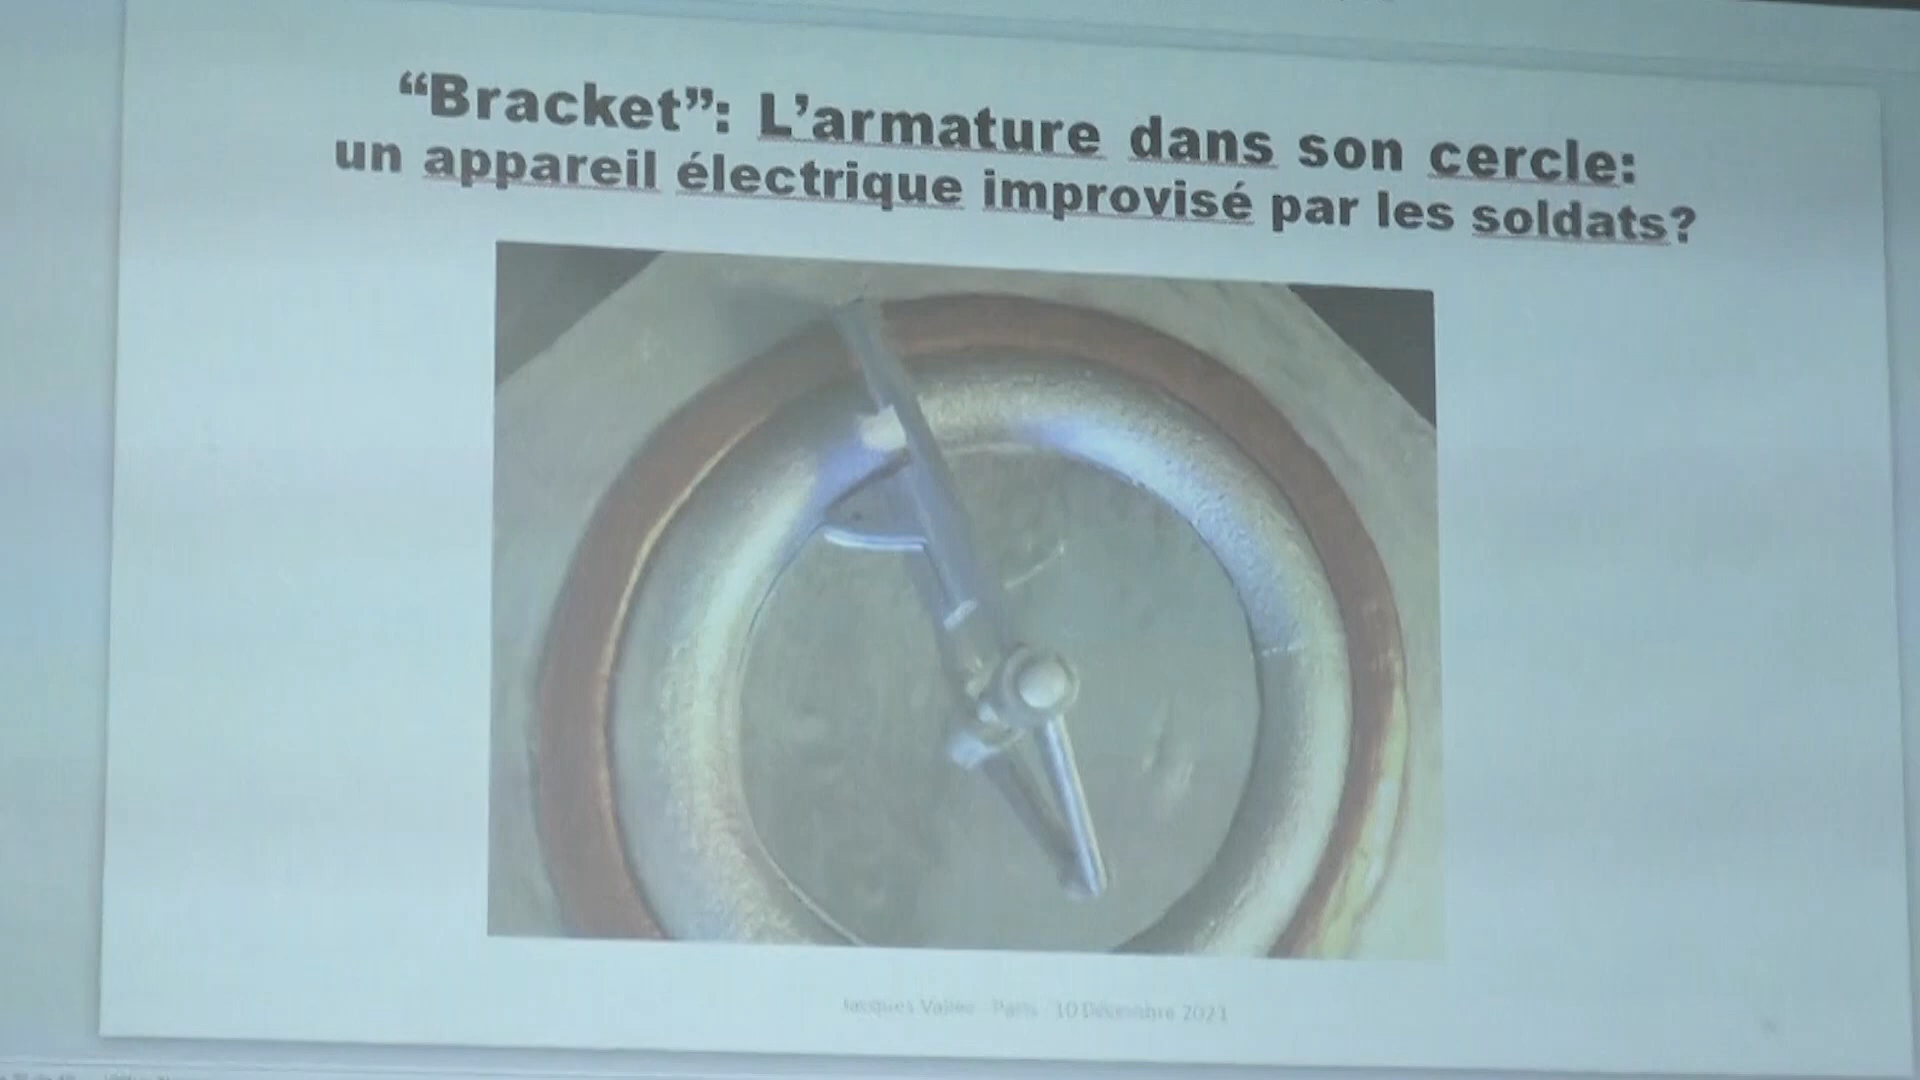 “Bracket”: L’armature dans son cercle:
un appareil électrique improvisé par les soldats?
Jacques Vallee Paris 10 Décembre 2021